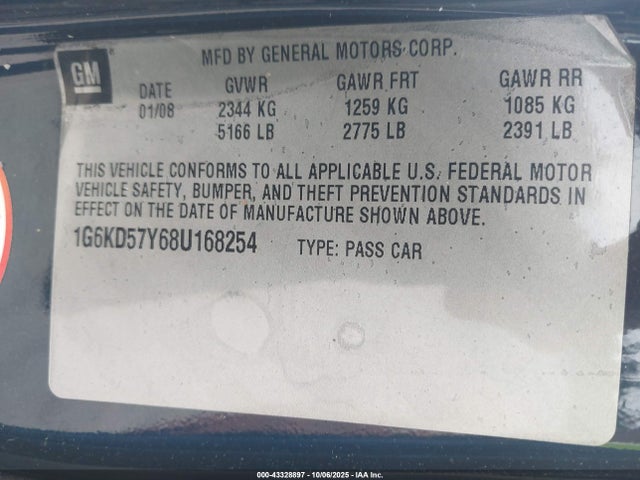 GM
MFD BY GENERAL MOTORS CORP.
DATE GVWR GAWR FRT GAWR RR
01/08 2344 KG 1259 KG 1085 KG
5166 LB 2775 LB 2391 LB
THIS VEHICLE CONFORMS TO ALL APPLICABLE U.S. FEDERAL MOTOR
VEHICLE SAFETY, BUMPER, AND THEFT PREVENTION STANDARDS IN
EFFECT ON THE DATE OF MANUFACTURE SHOWN ABOVE.
1G6KD57Y68U168254 TYPE: PASS CAR
000-43328897 - 10/06/2025 - IAA Inc.